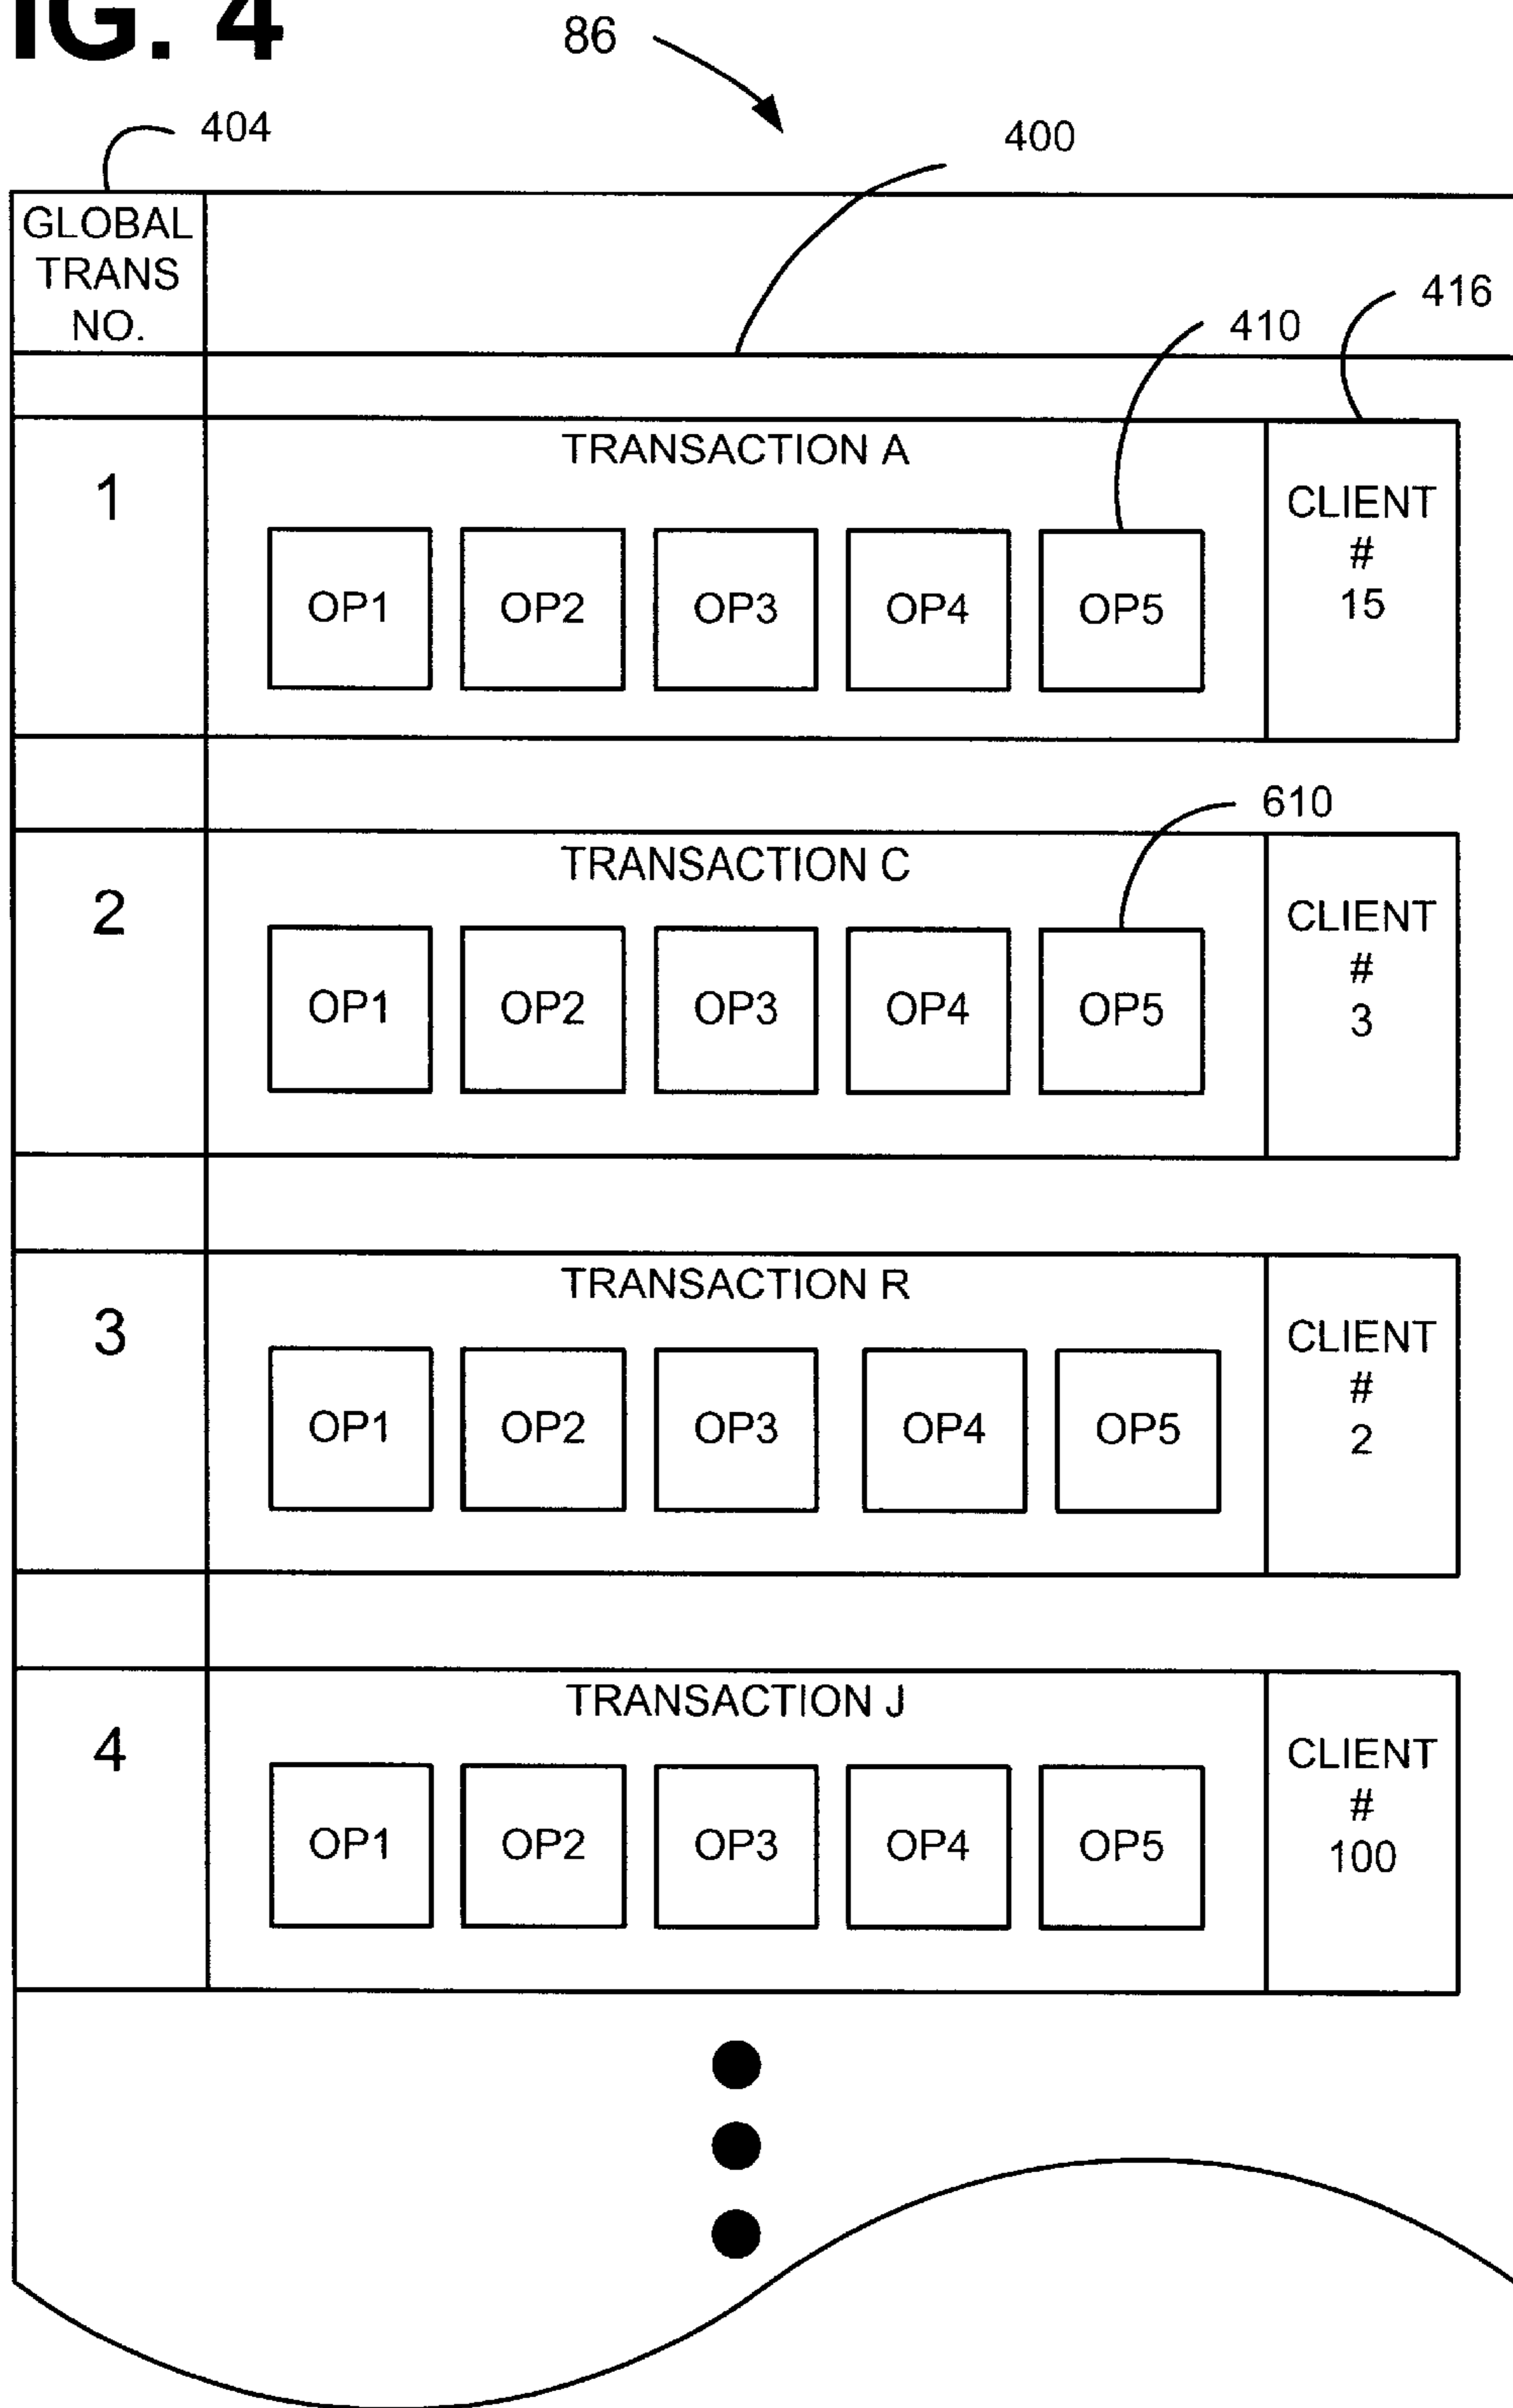 IG. 4
86
404
400
GLOBAL
TRANS
NO.
416
410
1
TRANSACTION A
OP1 OP2 OP3 OP4 OP5
CLIENT
#
15
610
2
TRANSACTION C
OP1 OP2 OP3 OP4 OP5
CLIENT
#
3
3
TRANSACTION R
OP1 OP2 OP3 OP4 OP5
CLIENT
#
2
4
TRANSACTION J
OP1 OP2 OP3 OP4 OP5
CLIENT
#
100